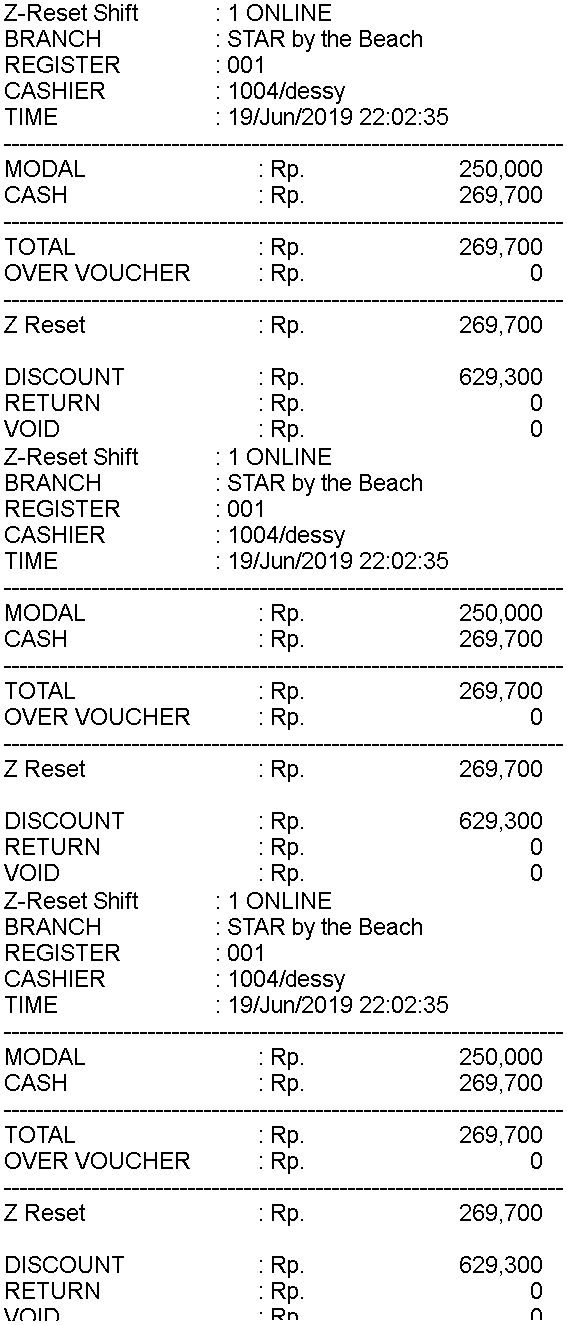 Z-Reset Shift : 1 ONLINE
BRANCH : STAR by the Beach
REGISTER : 001
CASHIER : 1004/dessy
TIME : 19/Jun/2019 22:02:35
MODAL : Rp. 250,000
CASH : Rp. 269,700
TOTAL : Rp. 269,700
OVER VOUCHER : Rp. 0
Z Reset : Rp. 269,700
DISCOUNT : Rp. 629,300
RETURN : Rp. 0
VOID : Rp. 0
Z-Reset Shift : 1 ONLINE
BRANCH : STAR by the Beach
REGISTER : 001
CASHIER : 1004/dessy
TIME : 19/Jun/2019 22:02:35
MODAL : Rp. 250,000
CASH : Rp. 269,700
TOTAL : Rp. 269,700
OVER VOUCHER : Rp. 0
Z Reset : Rp. 269,700
DISCOUNT : Rp. 629,300
RETURN : Rp. 0
VOID : Rp. 0
Z-Reset Shift : 1 ONLINE
BRANCH : STAR by the Beach
REGISTER : 001
CASHIER : 1004/dessy
TIME : 19/Jun/2019 22:02:35
MODAL : Rp. 250,000
CASH : Rp. 269,700
TOTAL : Rp. 269,700
OVER VOUCHER : Rp. 0
Z Reset : Rp. 269,700
DISCOUNT : Rp. 629,300
RETURN : Rp. 0
VOID : Rp. 0